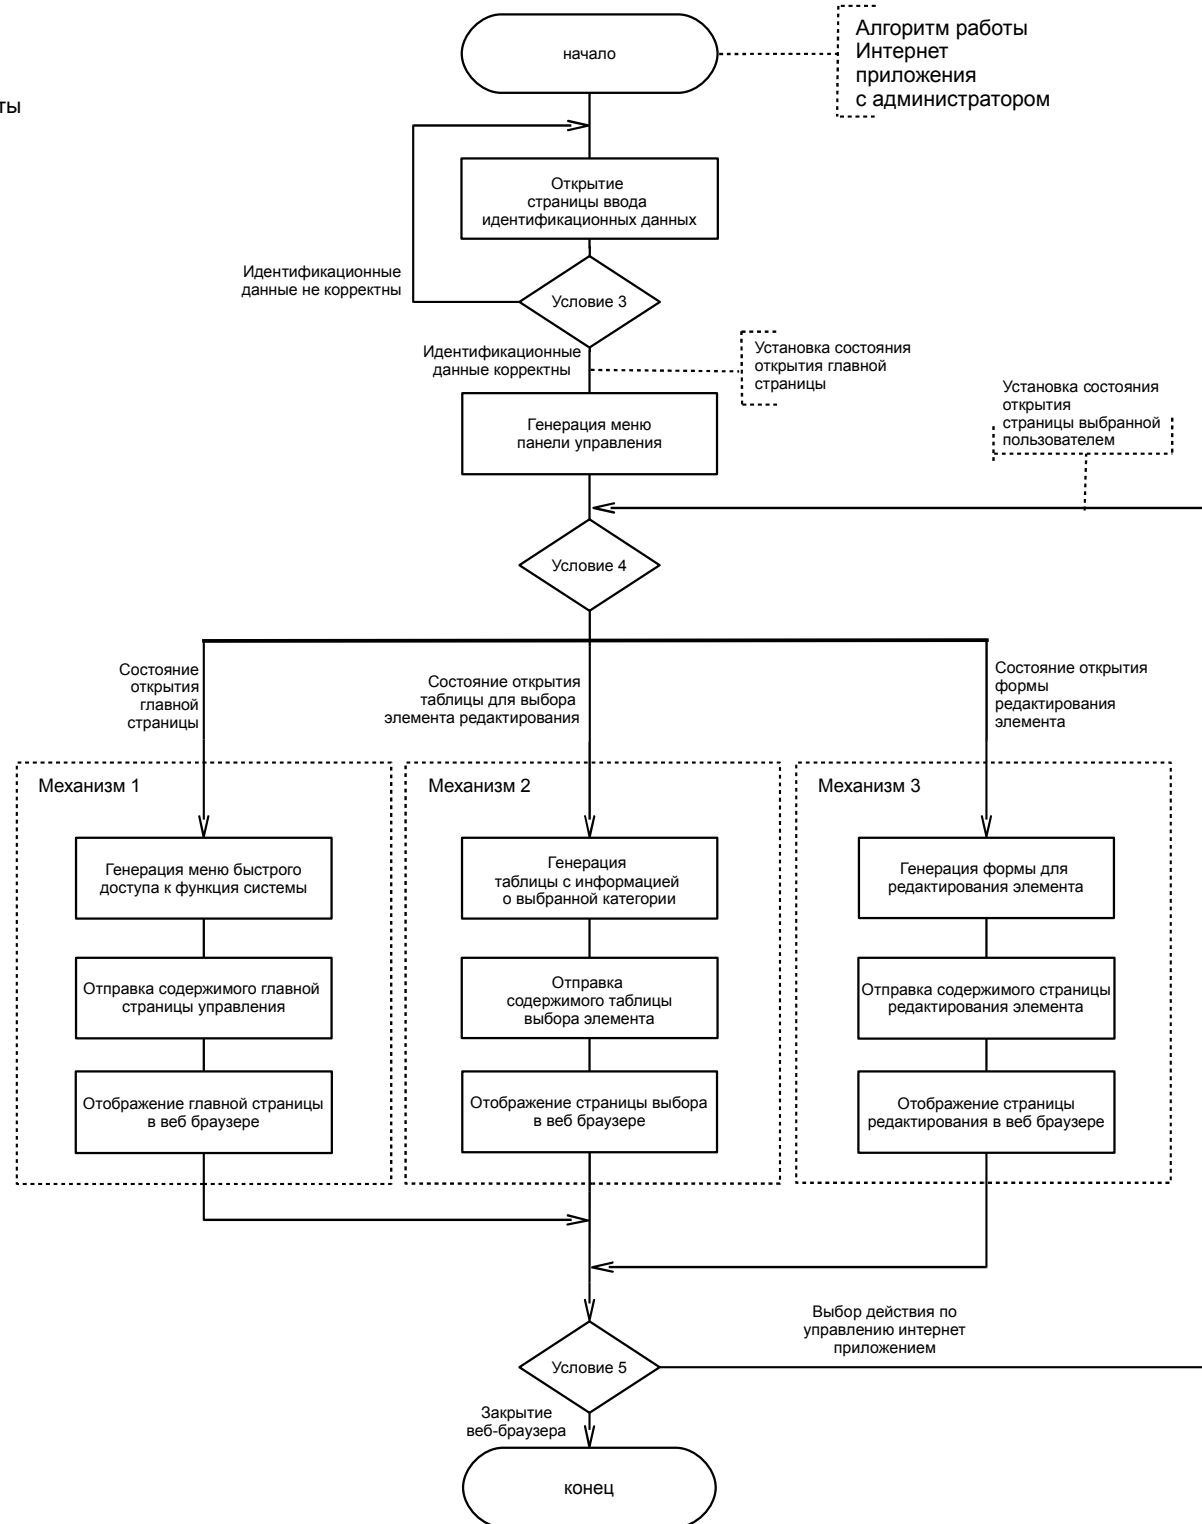 начало
Алгоритм работы
Интернет
приложения
с администратором
ты
Открытие
страницы ввода
идентификационных данных
Идентификационные
данные не корректны
Условие 3
Идентификационные
данные корректны
Установка состояния
открытия главной
страницы
Установка состояния
открытия
страницы выбранной
пользователем
Генерация меню
панели управления
Условие 4
Состояние
открытия
главной
страницы
Состояние открытия
таблицы для выбора
элемента редактирования
Состояние открытия
формы
редактирования
элемента
Механизм 1
Генерация меню быстрого
доступа к функция системы
Отправка содержимого главной
страницы управления
Отображение главной страницы
в веб браузере
Механизм 2
Генерация
таблицы с информацией
о выбранной категории
Отправка
содержимого таблицы
выбора элемента
Отображение страницы выбора
в веб браузере
Механизм 3
Генерация формы для
редактирования элемента
Отправка содержимого страницы
редактирования элемента
Отображение страницы
редактирования в веб браузере
Выбор действия по
управлению интернет
приложением
Условие 5
Закрытие
веб-браузера
конец